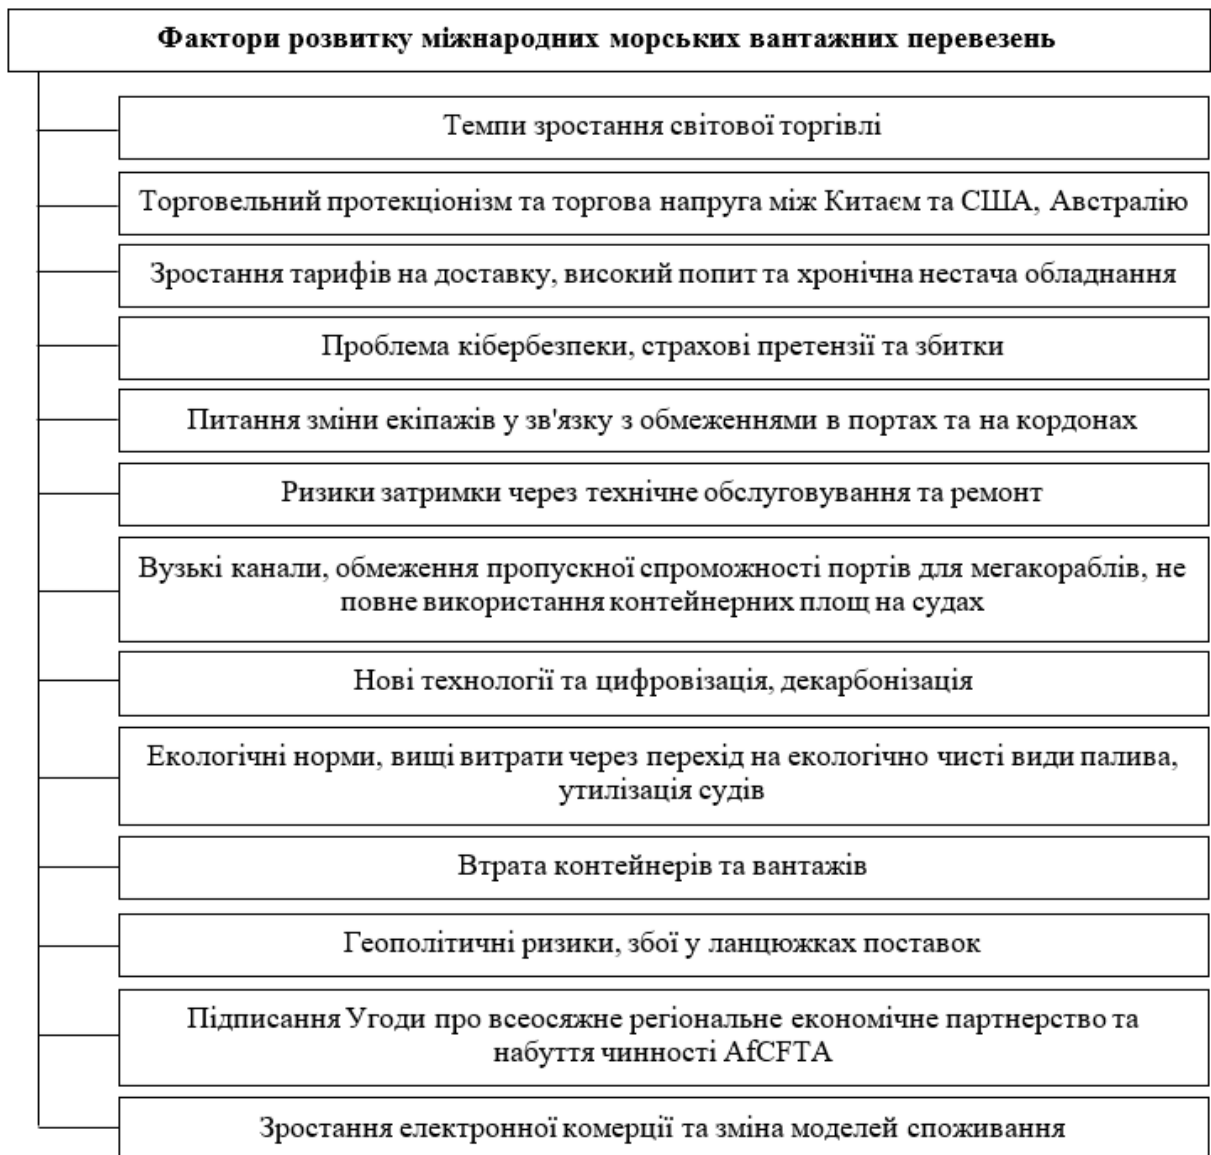 Фактори розвитку міжнародних морських вантажних перевезень
Темпи зростання світової торгівлі
Торговельний протекціонізм та торгова напруга між Китаєм та США, Австралію
Зростання тарифів на доставку, високий попит та хронічна нестача обладнання
Проблема кібербезпеки, страхові претензії та збитки
Питання зміни екіпажів у зв'язку з обмеженнями в портах та на кордонах
Ризики затримки через технічне обслуговування та ремонт
Вузькі канали, обмеження пропускної спроможності портів для мегакораблів, не
повне використання контейнерних площ на судах
Нові технології та цифровізація, декарбонізація
Екологічні норми, вищі витрати через перехід на екологічно чисті види палива,
утилізація судів
Втрата контейнерів та вантажів
Геополітичні ризики, збої у ланцюжках поставок
Підписання Угоди про всеосяжне регіональне економічне партнерство та
набуття чинності AfCFTA
Зростання електронної комерції та зміна моделей споживання